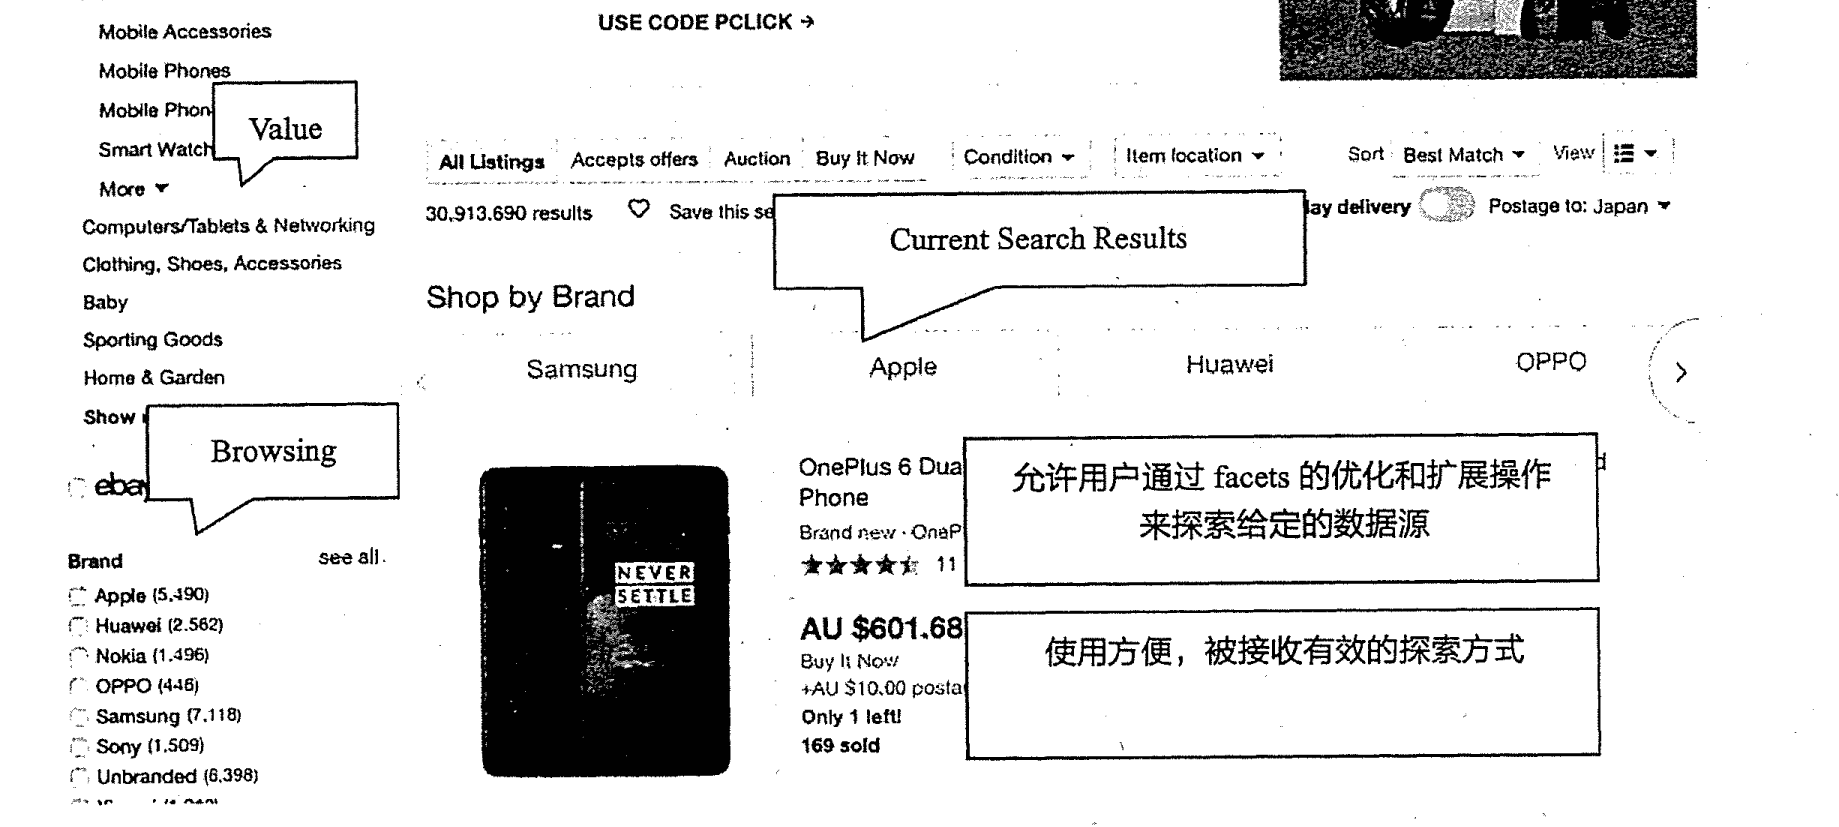 Mobile Accessories
USE CODE PCLICK →
Mobile Phones
Mobile Phon
Value
Smart Watch
More
Computers/Tablets & Networking
Clothing, Shoes, Accessories
Baby
Sporting Goods
Home & Garden
Show
Browsing
ebay
Brand see all
Apple (5,490)
Huawei (2,562)
Nokia (1,496)
OPPO (446)
Samsung (7,118)
Sony (1,509)
Unbranded (6,398)
All Listings Accepts offers Auction Buy It Now Condition Item location Sort Best Match View
30,913,690 results Save this se
Current Search Results
lay delivery Postage to: Japan
Shop by Brand
Samsung Apple Huawei OPPO
NEVER
SETTLE
OnePlus 6 Dua
Phone
Brand new · OneP
11
AU $601.68
Buy It Now
+AU $10.00 posta
Only 1 left!
169 sold
允许用户通过 facets 的优化和扩展操作
来探索给定的数据源
使用方便，被接收有效的探索方式